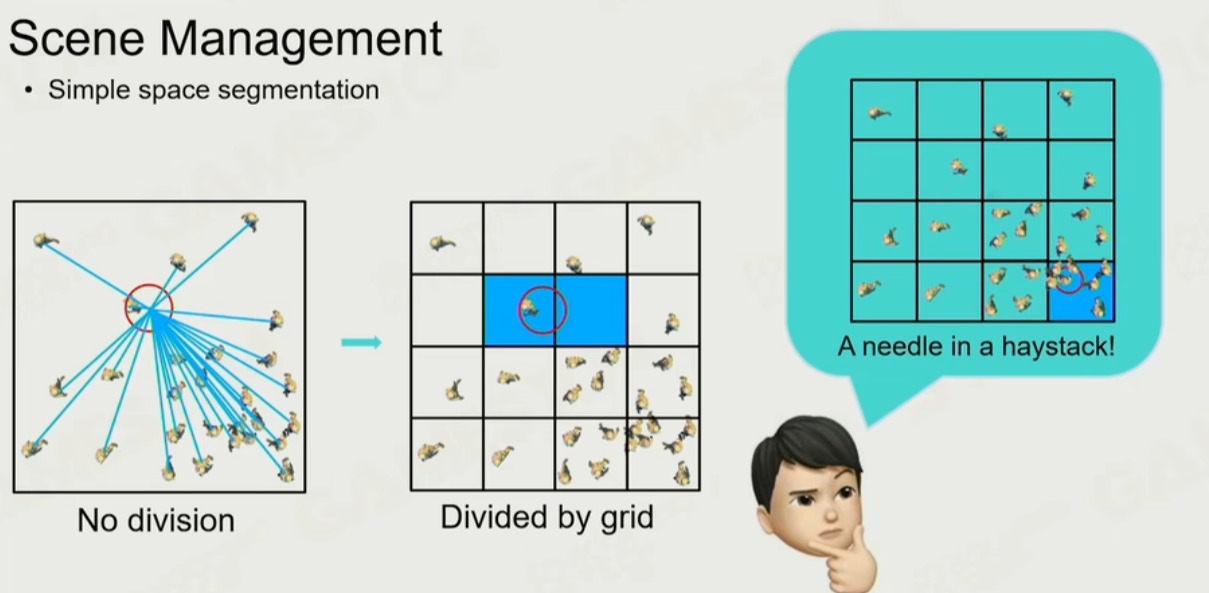 Scene Management
• Simple space segmentation
No division
Divided by grid
A needle in a haystack!